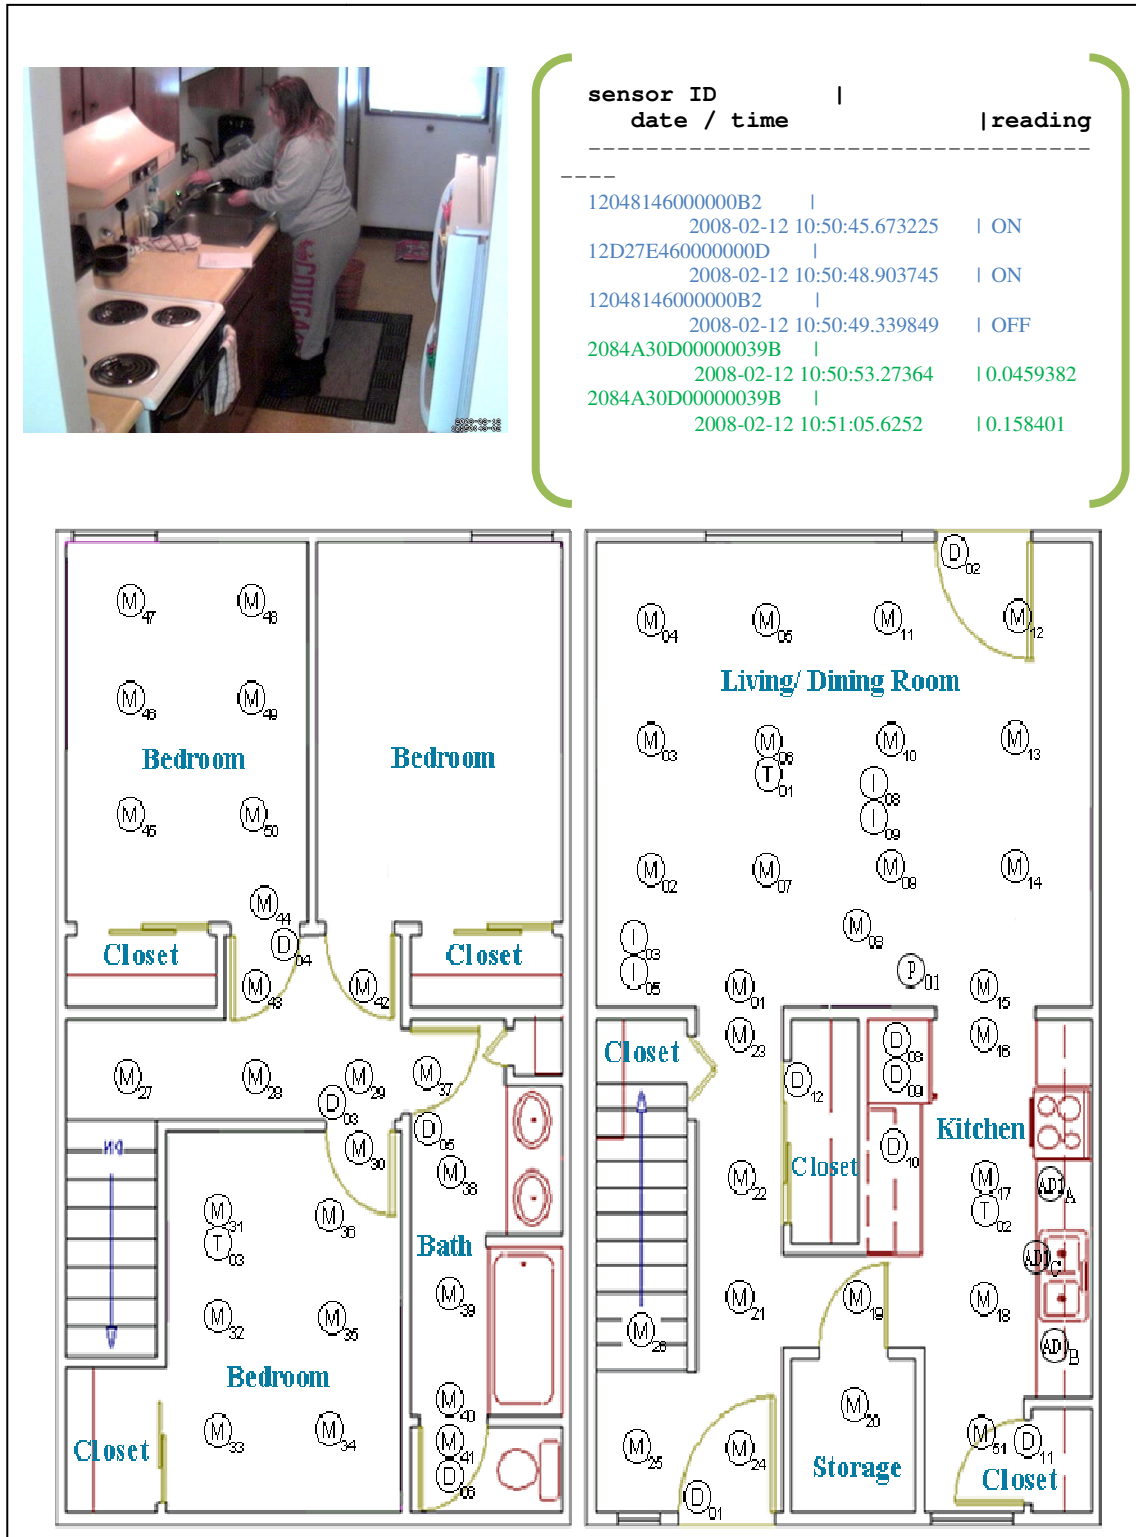 sensor ID |
date / time |reading
-----------------------------------
----
12048146000000B2 |
2008-02-12 10:50:45.673225 | ON
12D27E460000000D |
2008-02-12 10:50:48.903745 | ON
12048146000000B2 |
2008-02-12 10:50:49.339849 | OFF
2084A30D00000039B |
2008-02-12 10:50:53.27364 |0.0459382
2084A30D00000039B |
2008-02-12 10:51:05.6252 |0.158401
COUGA
M47 M48
M46 M49
Bedroom Bedroom
M45 M50
M44
D04
Closet Closet
M43 M42
M27 M28 M29 M37
D03
D05
DN
M30
M38
M31 M36
T03
Bath
M39
M32 M35
Bedroom
M40
M33 M34
M41
Closet
D06
D02
M04 M05 M11 M12
Living/ Dining Room
M03 M06 M10 M13
T01 I08
I09
M02 M07 M09 M14
M08
I03
I05
P01
M01 M15
M23 M16
Closet
D08
D09
D12
Kitchen
D10
Closet
M22 M17
AD1A
T02
AD1C
M21 M19 M18
M26
AD1B
M20
M25 M24
M51
D11
Storage Closet
D01